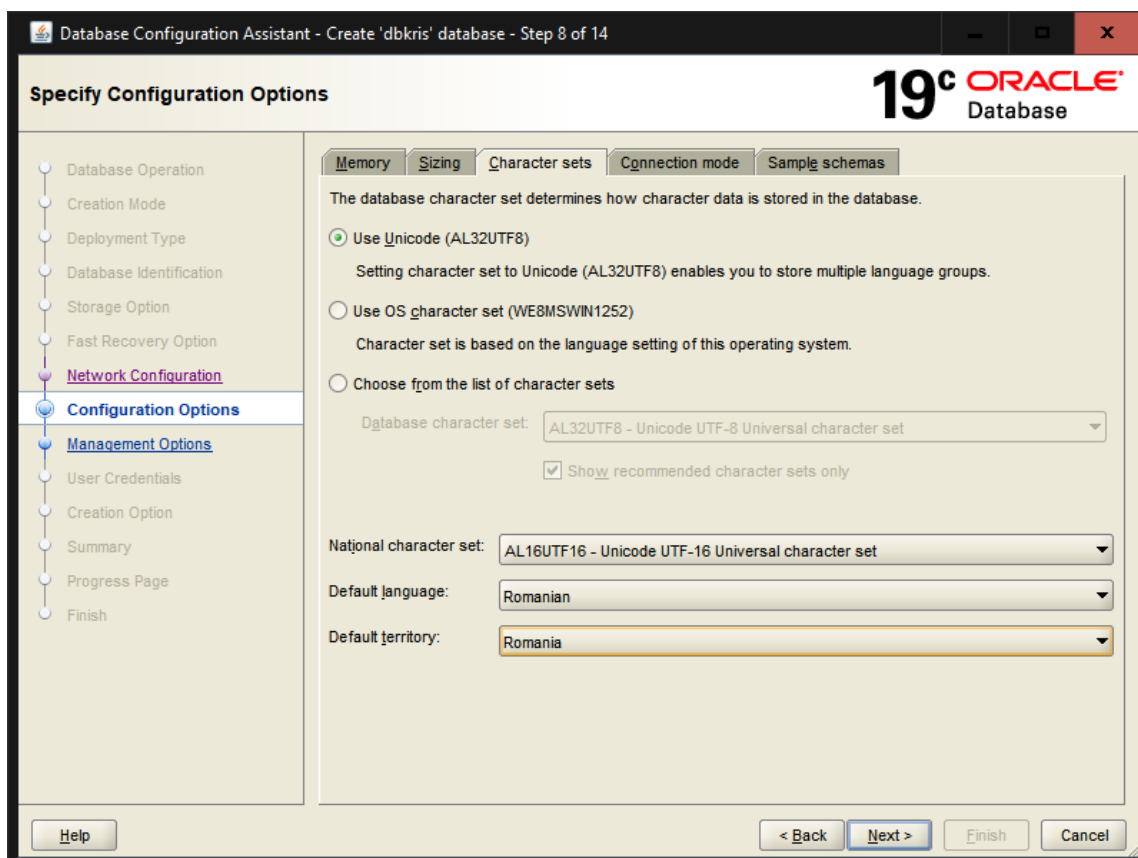 Database Configuration Assistant - Create 'dbkris' database - Step 8 of 14
Specify Configuration Options
19c ORACLE
Database
Database Operation
Creation Mode
Deployment Type
Database Identification
Storage Option
Fast Recovery Option
Network Configuration
Configuration Options
Management Options
User Credentials
Creation Option
Summary
Progress Page
Finish
Memory Sizing Character sets Connection mode Sample schemas
The database character set determines how character data is stored in the database.
Use Unicode (AL32UTF8)
Setting character set to Unicode (AL32UTF8) enables you to store multiple language groups.
Use OS character set (WE8MSWIN1252)
Character set is based on the language setting of this operating system.
Choose from the list of character sets
Database character set: AL32UTF8 - Unicode UTF-8 Universal character set
Show recommended character sets only
National character set: AL16UTF16 - Unicode UTF-16 Universal character set
Default language: Romanian
Default territory: Romania
Help < Back Next > Finish Cancel